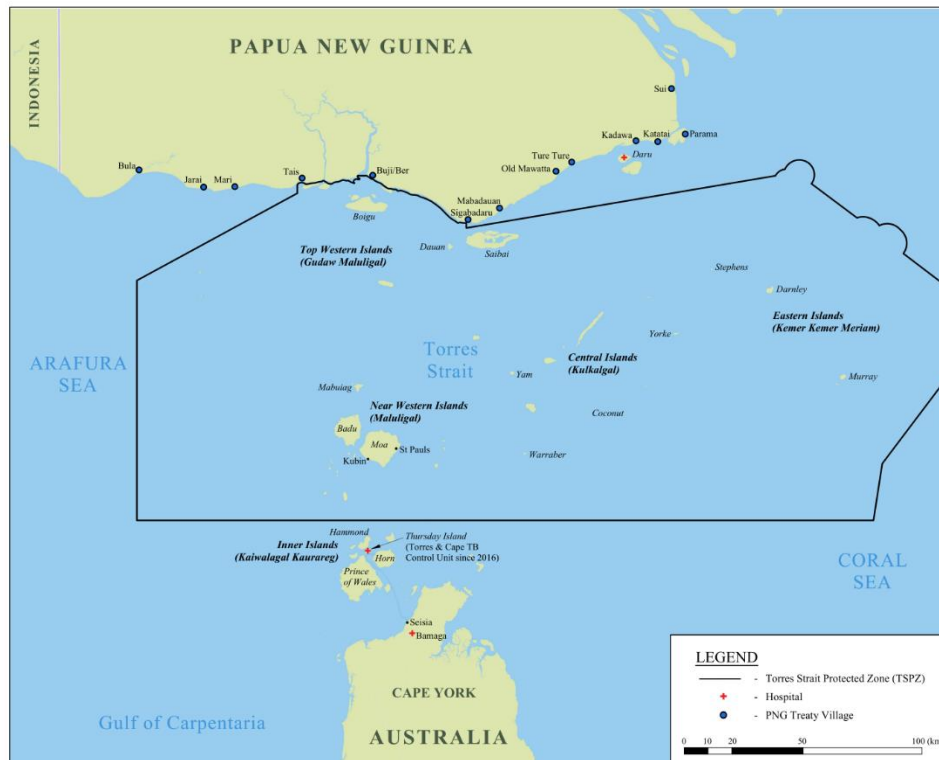 INDONESIA
PAPUA NEW GUINEA
Sui
Kadawa
Katatai
Parama
Daru
Ture Ture
Old Mawatta
Bula
Jarai
Mari
Tais
Buji/Ber
Mabadauan
Sigabadaru
Boigu
Dauan
Saibai
Top Western Islands
(Gudaw Maluligal)
Stephens
Darnley
Eastern Islands
(Kemer Kemer Meriam)
Murray
ARAFURA
SEA
Torres
Strait
Yorke
Central Islands
(Kulkalgal)
Yam
Coconut
Warraber
Mabuiag
Near Western Islands
(Maluligal)
Badu
Moa
St Pauls
Kubin
Hammond
Inner Islands
(Kaiwalagal Kaurareg)
Thursday Island
(Torres & Cape TB
Control Unit since 2016)
Horn
Prince
of Wales
Seisia
Bamaga
CORAL
SEA
Gulf of Carpentaria
CAPE YORK
AUSTRALIA
LEGEND
- Torres Strait Protected Zone (TSPZ)
- Hospital
- PNG Treaty Village
0 10 20 50 100 (km